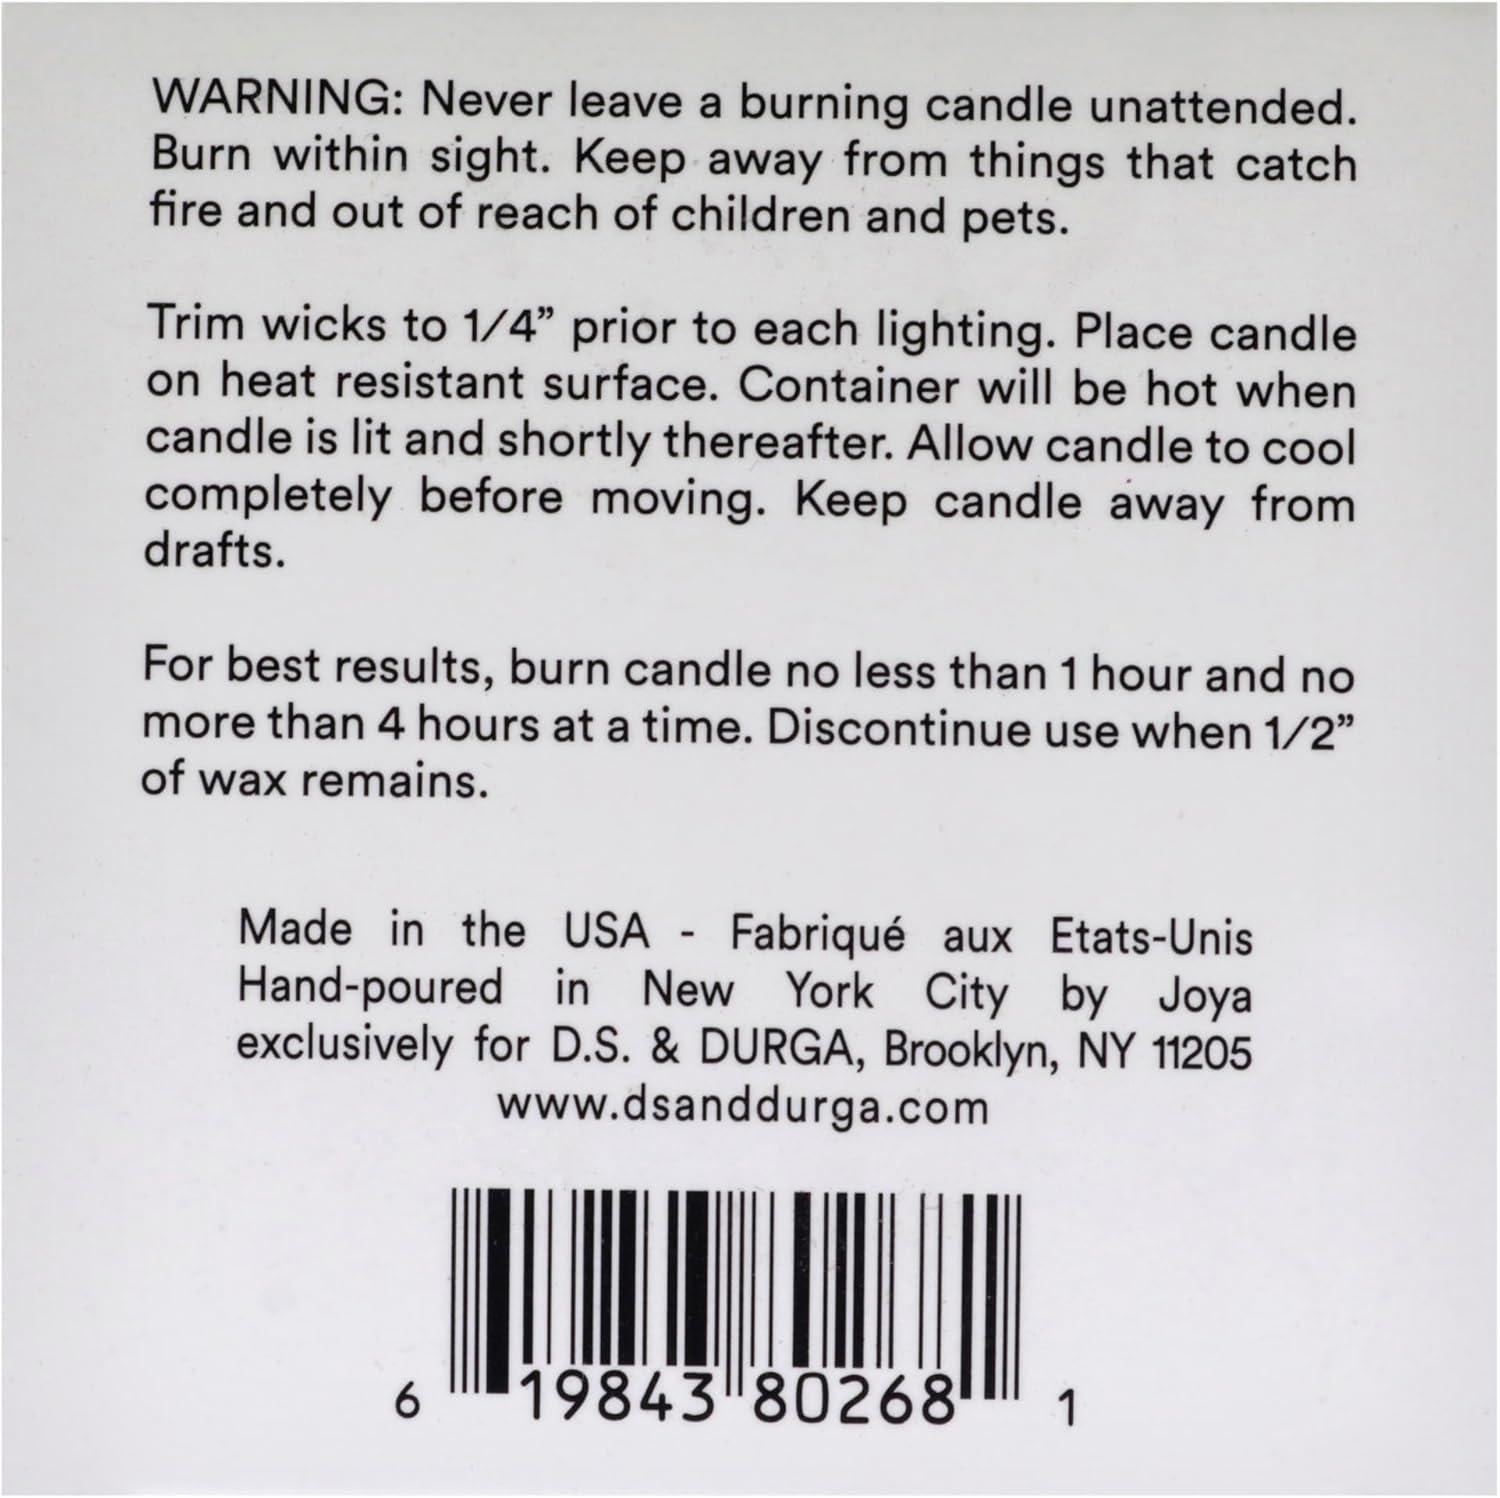 WARNING: Never leave a burning candle unattended.
Burn within sight. Keep away from things that catch
fire and out of reach of children and pets.
Trim wicks to 1/4” prior to each lighting. Place candle
on heat resistant surface. Container will be hot when
candle is lit and shortly thereafter. Allow candle to cool
completely before moving. Keep candle away from
drafts.
For best results, burn candle no less than 1 hour and no
more than 4 hours at a time. Discontinue use when 1/2”
of wax remains.
Made in the USA - Fabriqué aux Etats-Unis
Hand-poured in New York City by Joya
exclusively for D.S. & DURGA, Brooklyn, NY 11205
www.dsanddurga.com
6 19843 80268 1